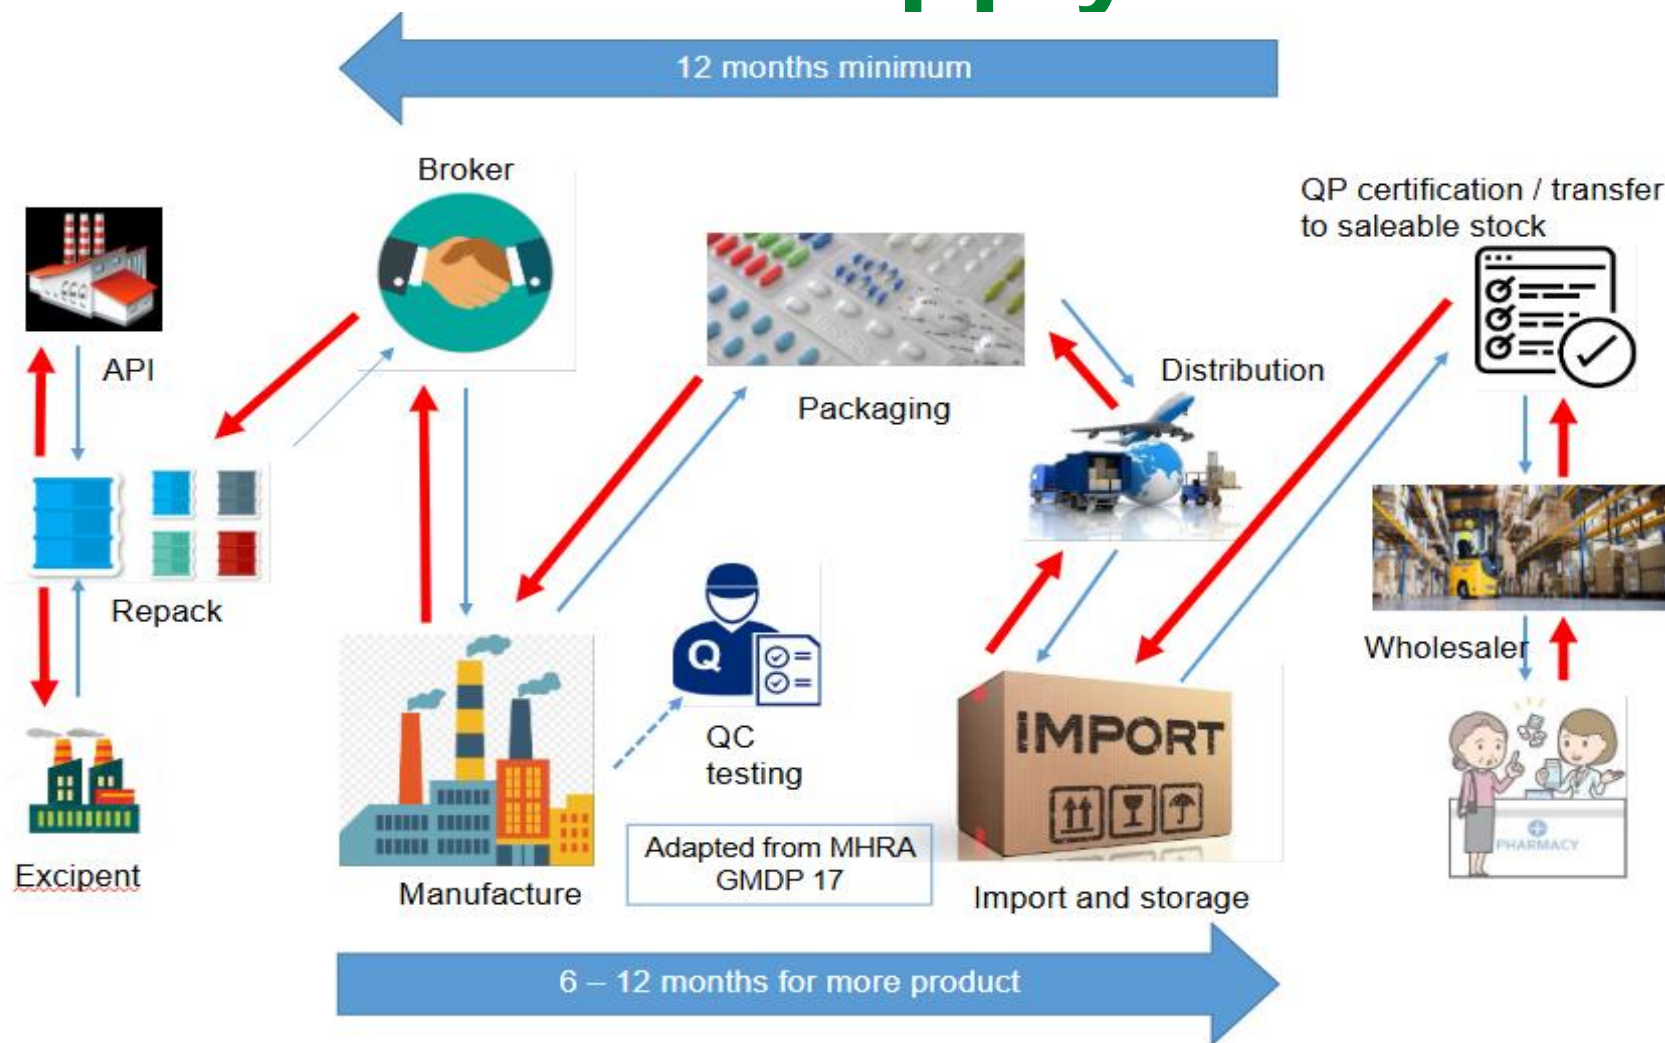 12 months minimum
Broker
QP certification / transfer
to saleable stock
API
Distribution
Packaging
Repack
Wholesaler
Q
QC
testing
IMPORT
PHARMACY
Adapted from MHRA
GMDP 17
Excipent
Manufacture
Import and storage
6 – 12 months for more product